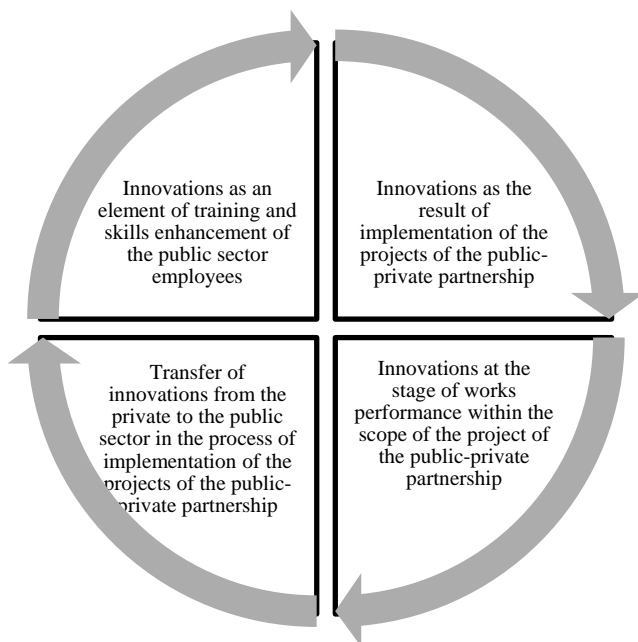 Innovations as an
element of training and
skills enhancement of
the public sector
employees
Innovations as the
result of
implementation of the
projects of the public-
private partnership
Transfer of
innovations from the
private to the public
sector in the process of
implementation of the
projects of the public-
private partnership
Innovations at the
stage of works
performance within the
scope of the project of
the public-private
partnership